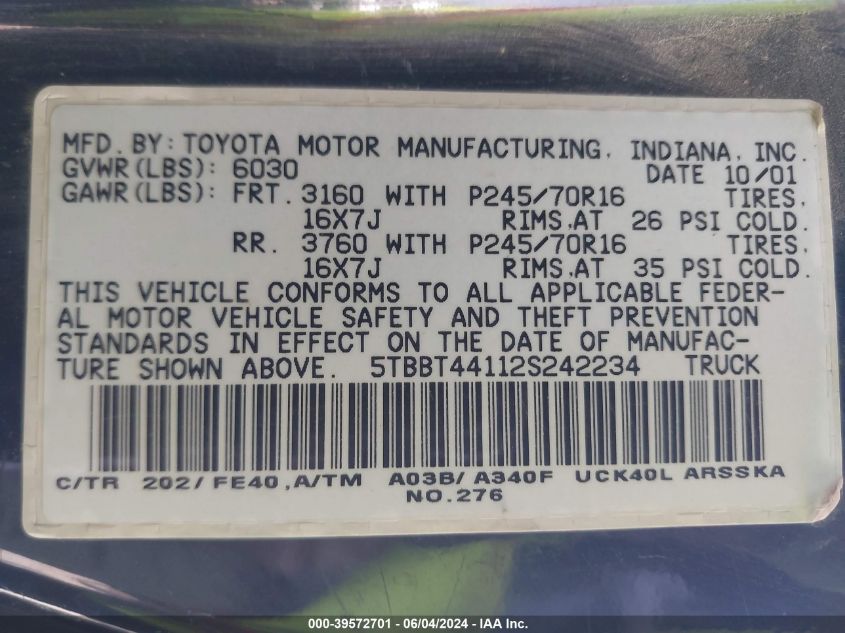 MFD. BY: TOYOTA MOTOR MANUFACTURING, INDIANA, INC.
GVWR(LBS): 6030 DATE 10/01
GAWR(LBS): FRT. 3160 WITH P245/70R16 TIRES,
16X7J RIMS,AT 26 PSI COLD.
RR. 3760 WITH P245/70R16 TIRES,
16X7J RIMS,AT 35 PSI COLD.
THIS VEHICLE CONFORMS TO ALL APPLICABLE FEDER-
AL MOTOR VEHICLE SAFETY AND THEFT PREVENTION
STANDARDS IN EFFECT ON THE DATE OF MANUFAC-
TURE SHOWN ABOVE. 5TBBT44112S242234 TRUCK
C/TR 202/FE40,A/TM A03B/A340F UCK40L ARSSKA
NO.276
000-39572701 - 06/04/2024 - IAA Inc.